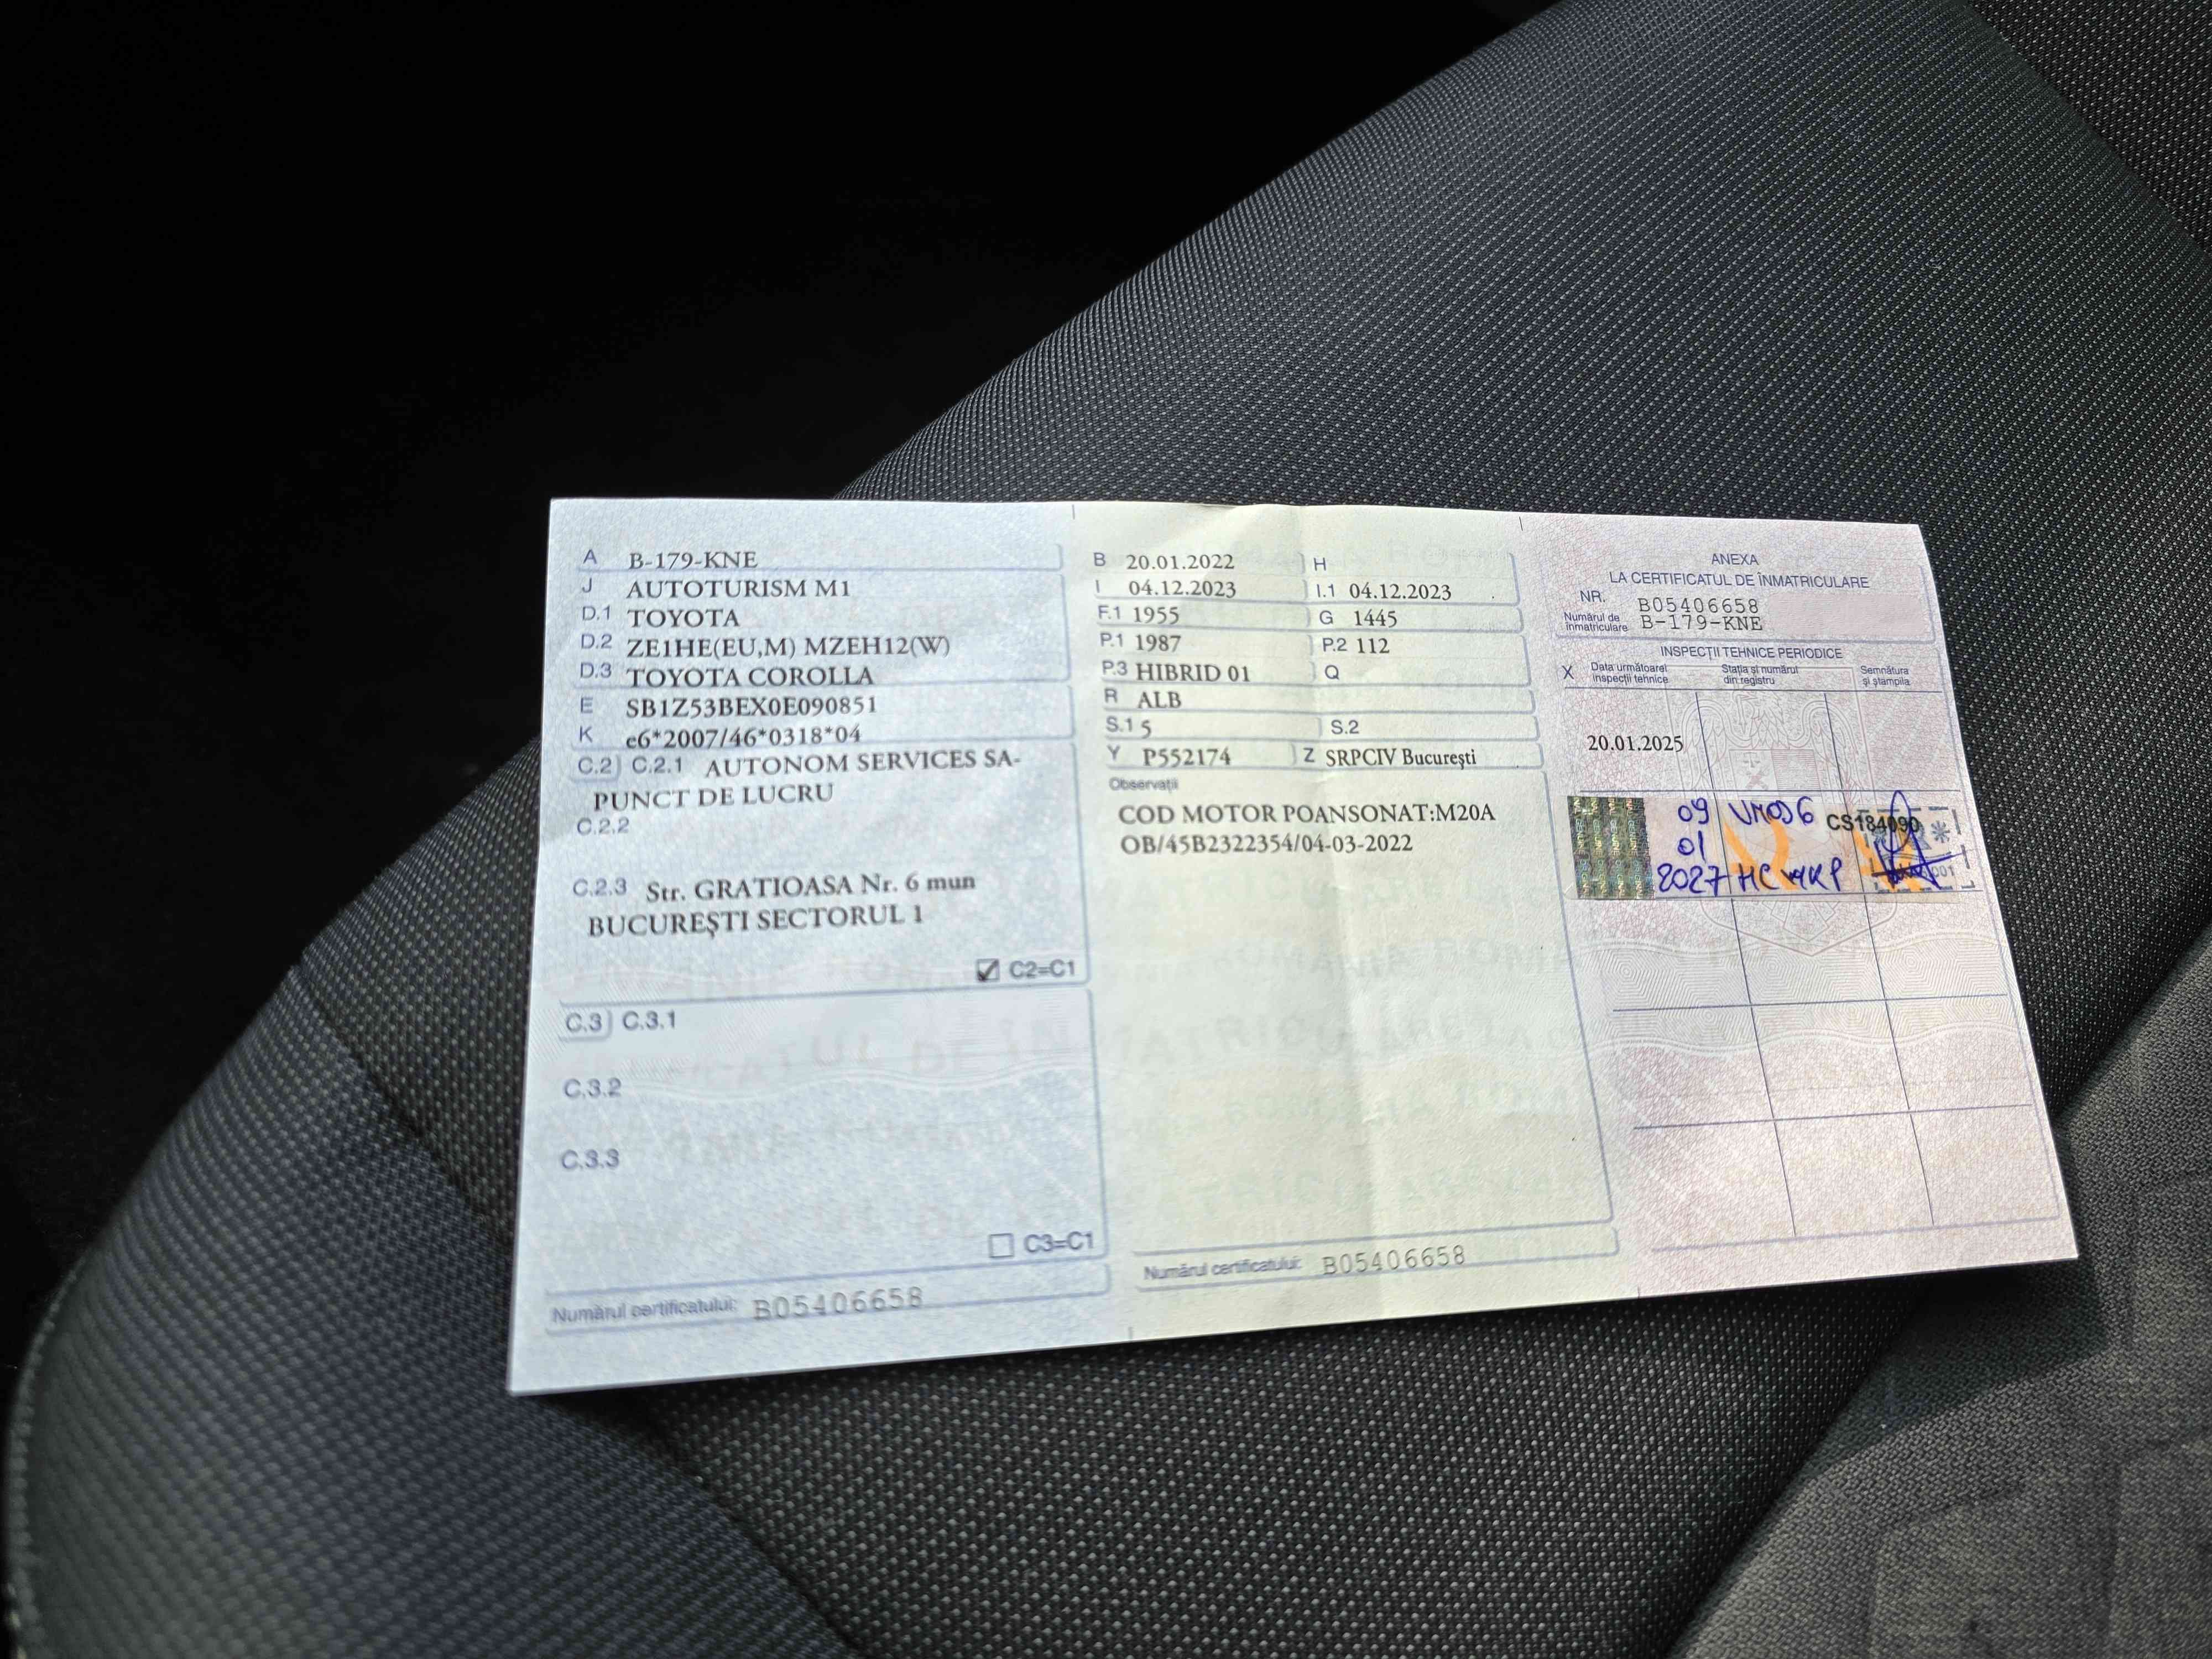 A B-179-KNE
J AUTOTURISM M1
D.1 TOYOTA
D.2 ZE1HE(EU,M) MZEH12(W)
D.3 TOYOTA COROLLA
E SB1Z53BEX0E090851
K e6*2007/46*0318*04
C.2 C.2.1 AUTONOM SERVICES SA-
PUNCT DE LUCRU
C.2.2
C.2.3 Str. GRATIOASA Nr. 6 mun
BUCUREŞTI SECTORUL 1
C2=C1
C.3 C.3.1
C.3.2
C.3.3
C3=C1
Numărul certificatului: B05406658
B 20.01.2022 H
I 04.12.2023 I.1 04.12.2023
F.1 1955 G 1445
P.1 1987 P.2 112
P.3 HIBRID 01 Q
R ALB
S.1 5 S.2
Y P552174 Z SRPCIV Bucureşti
Observaţii
COD MOTOR POANSONAT:M20A
OB/45B2322354/04-03-2022
Numărul certificatului: B05406658
ANEXA
LA CERTIFICATUL DE ÎNMATRICULARE
NR. B05406658
Numărul de înmatriculare B-179-KNE
INSPECŢII TEHNICE PERIODICE
X Data următoarei inspecţii tehnice Staţia şi numărul din registru Semnătura şi ştampila
20.01.2025
09 CS184090
01
2027